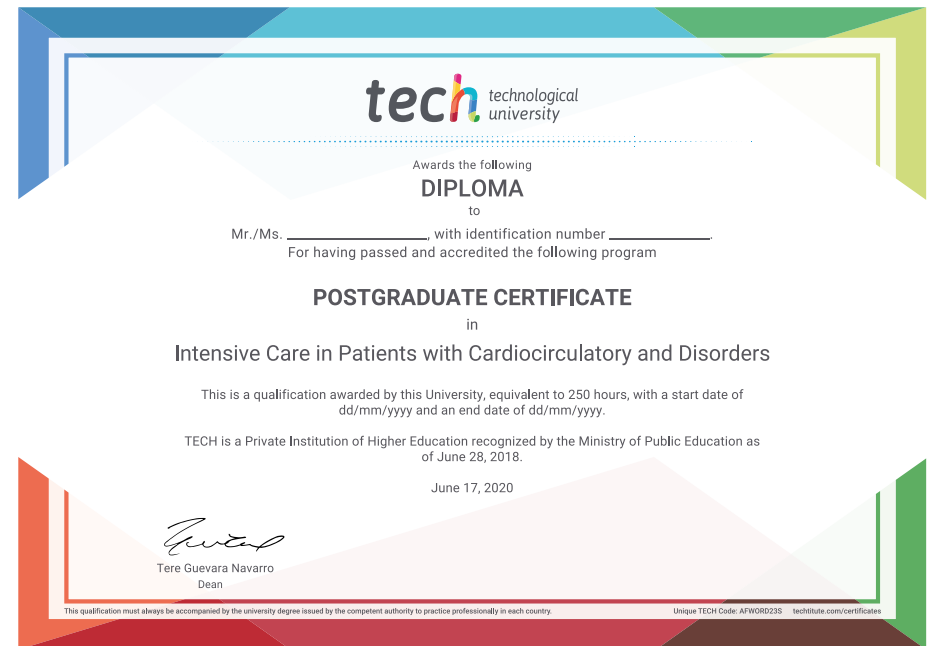 tech technological
university
Awards the following
DIPLOMA
to
Mr./Ms. ____________________, with identification number ______________.
For having passed and accredited the following program
POSTGRADUATE CERTIFICATE
in
Intensive Care in Patients with Cardiocirculatory and Disorders
This is a qualification awarded by this University, equivalent to 250 hours, with a start date of
dd/mm/yyyy and an end date of dd/mm/yyyy.
TECH is a Private Institution of Higher Education recognized by the Ministry of Public Education as
of June 28, 2018.
June 17, 2020
Tere Guevara Navarro
Dean
This qualification must always be accompanied by the university degree issued by the competent authority to practice professionally in each country.
Unique TECH Code: AFWORD23S techtitute.com/certificates